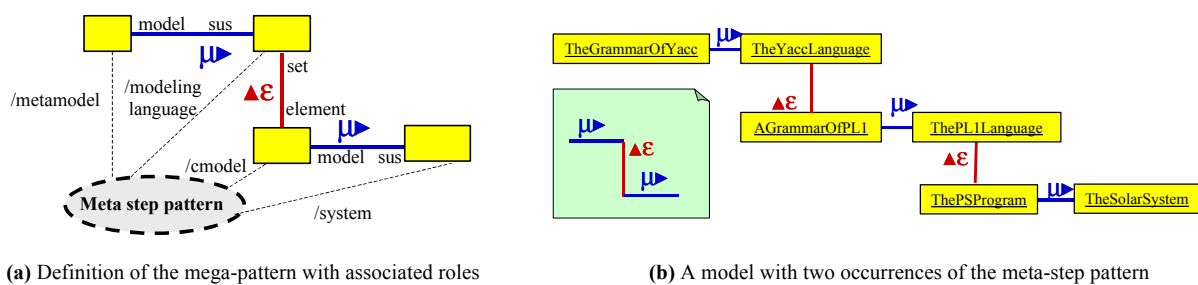 model sus
μ▶
set
/metamodel
/modeling
language
▲ε
element
μ▶
model sus
/cmodel
Meta step pattern
/system
(a) Definition of the mega-pattern with associated roles
TheGrammarOfYacc
μ▶
TheYaccLanguage
▲ε
AGrammarOfPL1
μ▶
ThePL1Language
▲ε
ThePSProgram
μ▶
TheSolarSystem
μ▶
▲ε
μ▶
(b) A model with two occurrences of the meta-step pattern